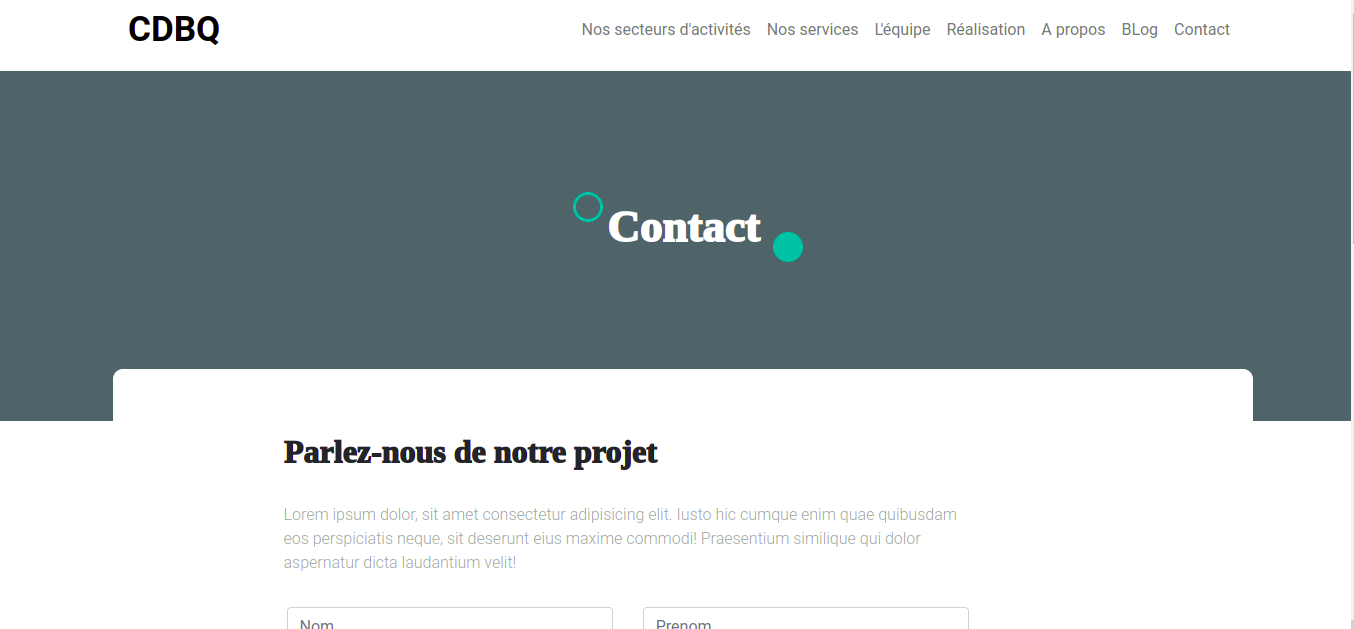 CDBQ
Nos secteurs d'activités Nos services L'équipe Réalisation A propos BLog Contact
Contact
Parlez-nous de notre projet
Lorem ipsum dolor, sit amet consectetur adipisicing elit. Iusto hic cumque enim quae quibusdam
eos perspiciatis neque, sit deserunt eius maxime commodi! Praesentium similique qui dolor
aspernatur dicta laudantium velit!
Nom Prenom